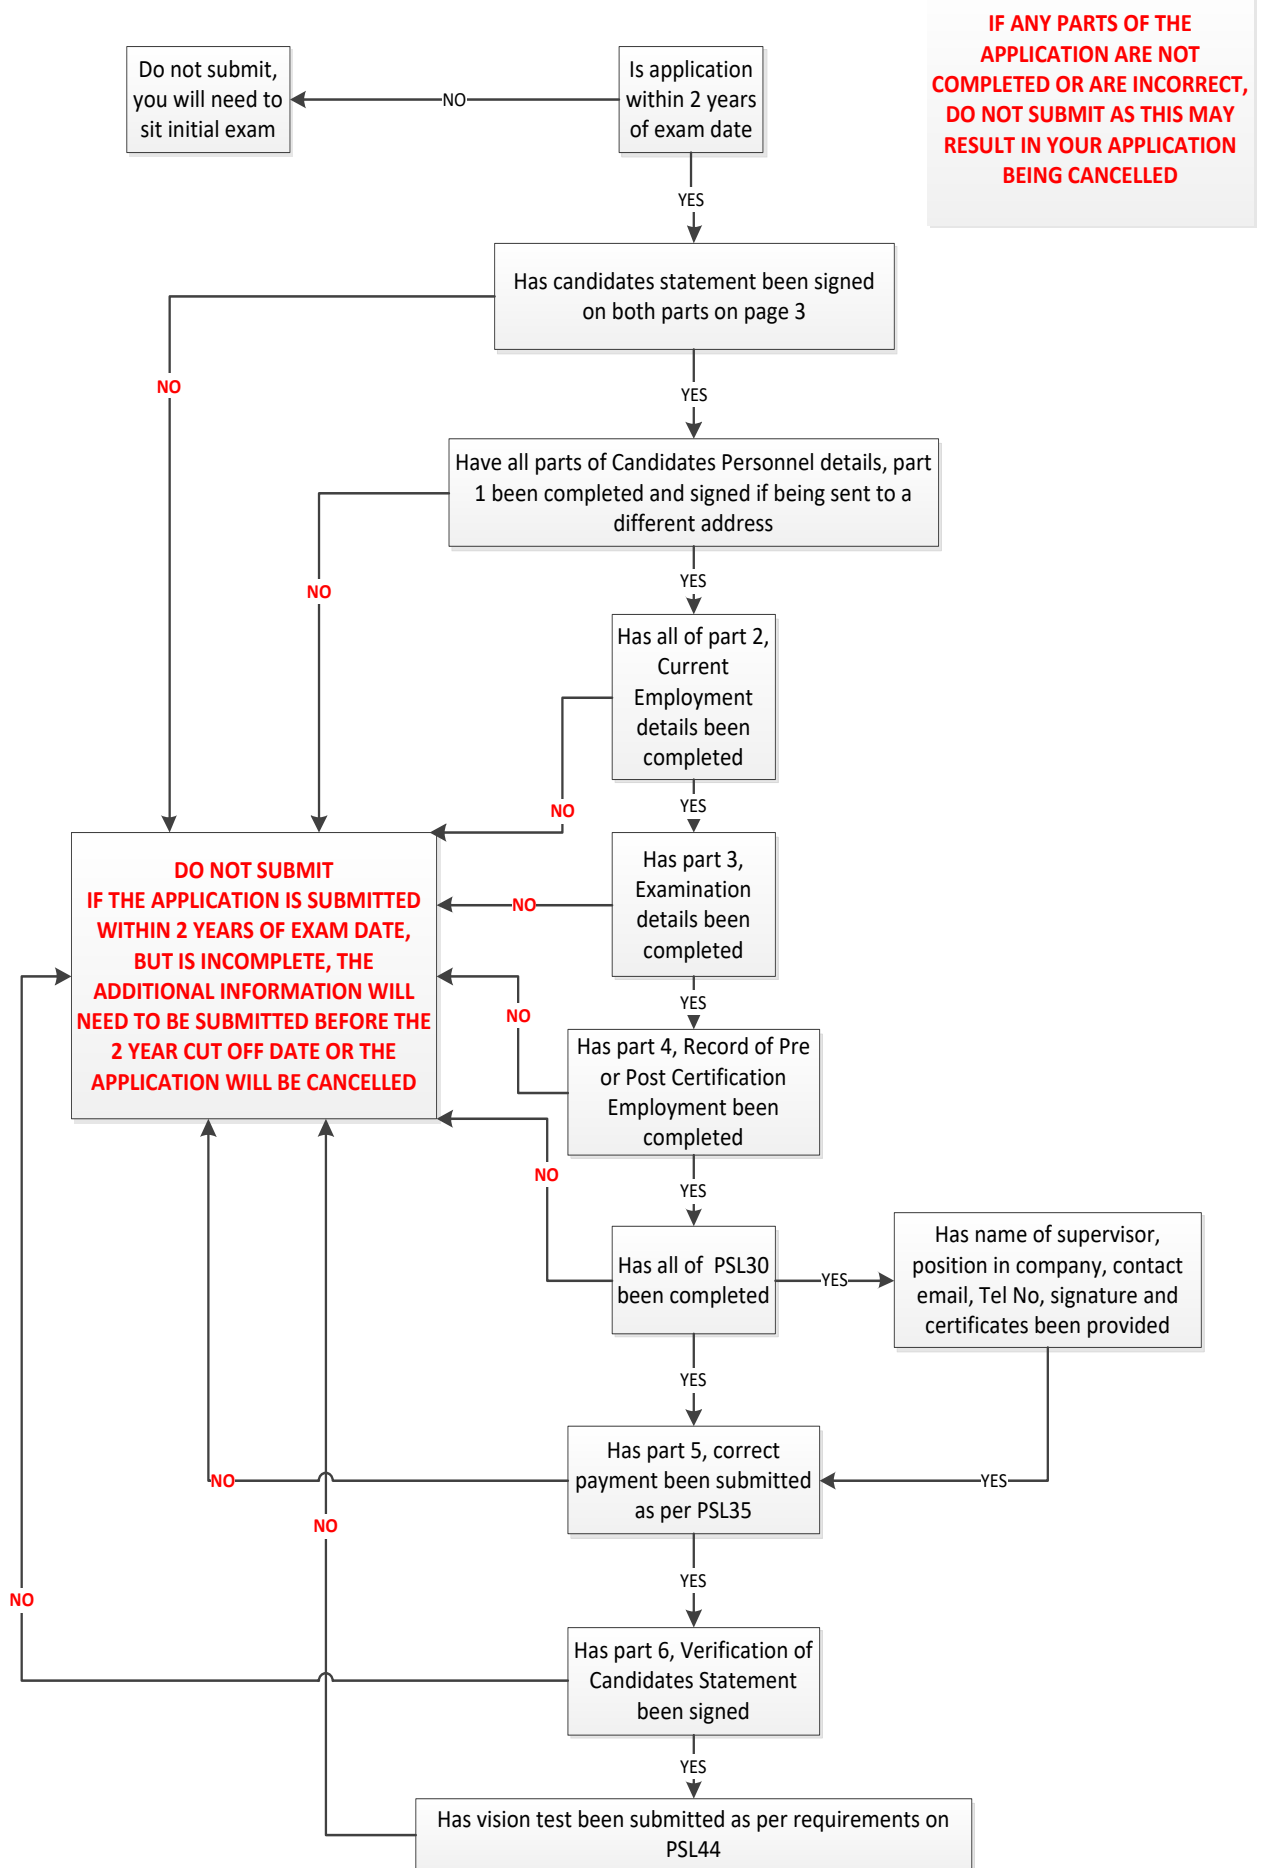 IF ANY PARTS OF THE
APPLICATION ARE NOT
COMPLETED OR ARE INCORRECT,
DO NOT SUBMIT AS THIS MAY
RESULT IN YOUR APPLICATION
BEING CANCELLED
Do not submit,
you will need to
sit initial exam
NO
Is application
within 2 years
of exam date
YES
Has candidates statement been signed
on both parts on page 3
NO
YES
Have all parts of Candidates Personnel details, part
1 been completed and signed if being sent to a
different address
NO
YES
Has all of part 2,
Current
Employment
details been
completed
NO
YES
Has part 3,
Examination
details been
completed
NO
DO NOT SUBMIT
IF THE APPLICATION IS SUBMITTED
WITHIN 2 YEARS OF EXAM DATE,
BUT IS INCOMPLETE, THE
ADDITIONAL INFORMATION WILL
NEED TO BE SUBMITTED BEFORE THE
2 YEAR CUT OFF DATE OR THE
APPLICATION WILL BE CANCELLED
YES
NO
Has part 4, Record of Pre
or Post Certification
Employment been
completed
NO
YES
Has all of PSL30
been completed
YES
Has name of supervisor,
position in company, contact
email, Tel No, signature and
certificates been provided
YES
Has part 5, correct
payment been submitted
as per PSL35
NO
YES
NO
YES
NO
Has part 6, Verification of
Candidates Statement
been signed
YES
Has vision test been submitted as per requirements on
PSL44